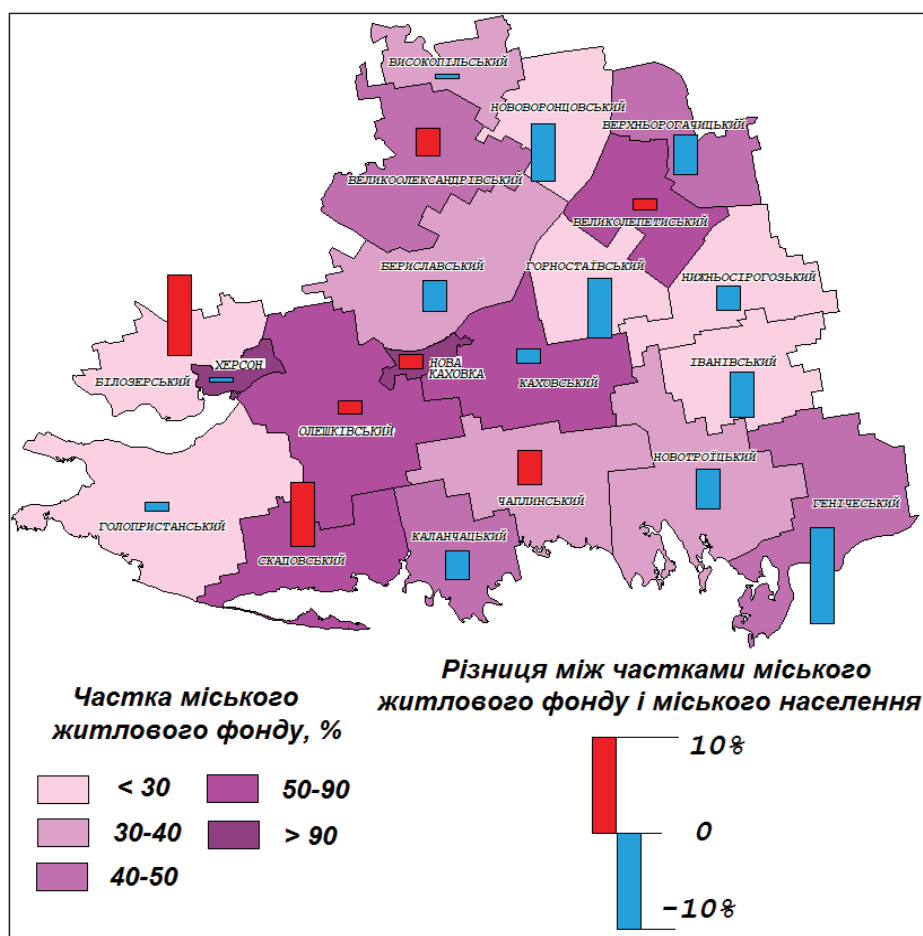 ВИСОКОПІЛЬСЬКИЙ
НОВОВОРОНЦОВСЬКИЙ
ВЕРХНЬОРОГАЧИЦЬКИЙ
ВЕЛИКООЛЕКСАНДРІВСЬКИЙ
ВЕЛИКОЛЕПЕТИСЬКИЙ
БЕРИСЛАВСЬКИЙ
ГОРНОСТАЇВСЬКИЙ
НИЖНЬОСІРОГОЗЬКИЙ
ХЕРСОН
НОВА
КАХОВКА
БІЛОЗЕРСЬКИЙ
КАХОВСЬКИЙ
ІВАНІВСЬКИЙ
ОЛЕШКІВСЬКИЙ
НОВОТРОЇЦЬКИЙ
ЧАПЛИНСЬКИЙ
ГЕНІЧЕСЬКИЙ
ГОЛОПРИСТАНСЬКИЙ
КАЛАНЧАЦЬКИЙ
СКАДОВСЬКИЙ
Різниця між частками міського
житлового фонду і міського населення
Частка міського
житлового фонду, %
< 30
50-90
30-40
> 90
40-50
10%
0
-10%